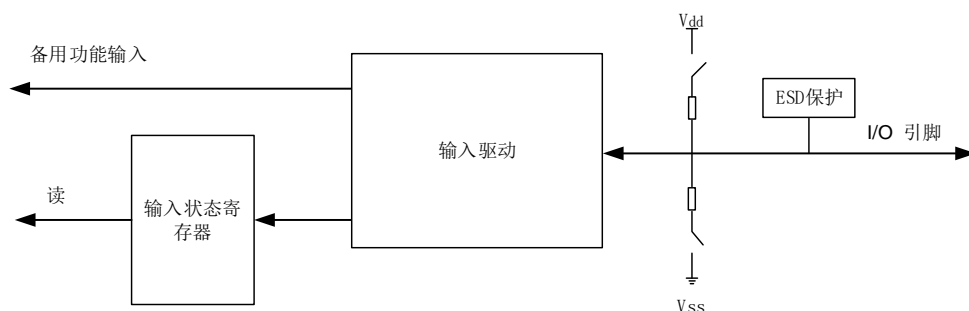 Vdd
备用功能输入
ESD保护
I/O 引脚
输入驱动
读
输入状态寄
存器
Vss